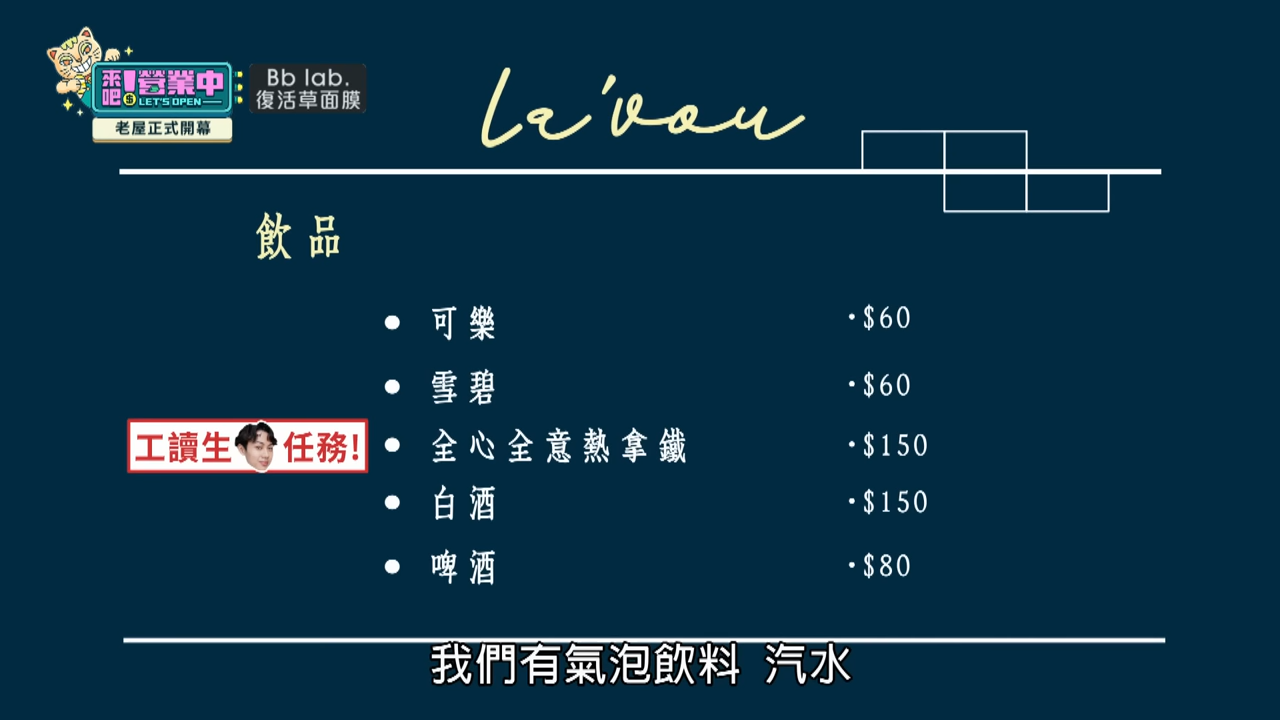 來吧!營業中
LET'S OPEN
老屋正式開幕
Bb lab.
復活草面膜
La'vou
飲品
• 可樂 ·$60
• 雪碧 ·$60
工讀生任務!
• 全心全意熱拿鐵 ·$150
• 白酒 ·$150
• 啤酒 ·$80
我們有氣泡飲料 汽水